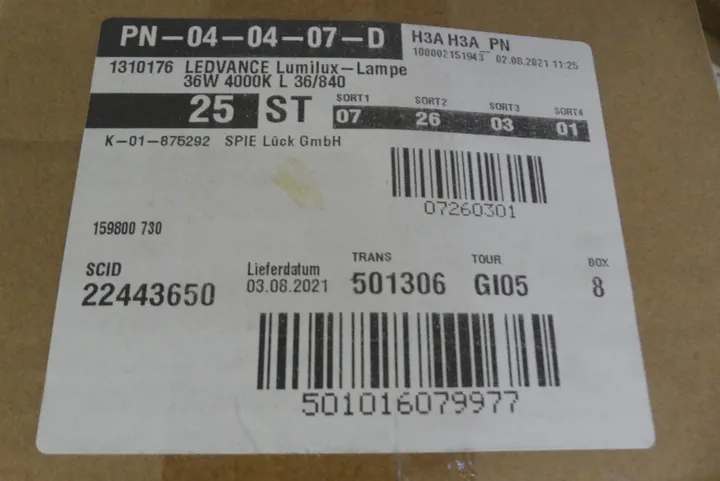 PN-04-04-07-D
H3A H3A_PN
100002151943 02.08.2021 11:25
1310176 LEDVANCE Lumilux-Lampe
36W 4000K L 36/840
25 ST
SORT1 SORT2 SORT3 SORT4
07 26 03 01
K-01-875292 SPIE Lück GmbH
07260301
159800 730
SCID Lieferdatum TRANS TOUR BOX
22443650 03.08.2021 501306 GI05 8
501016079977